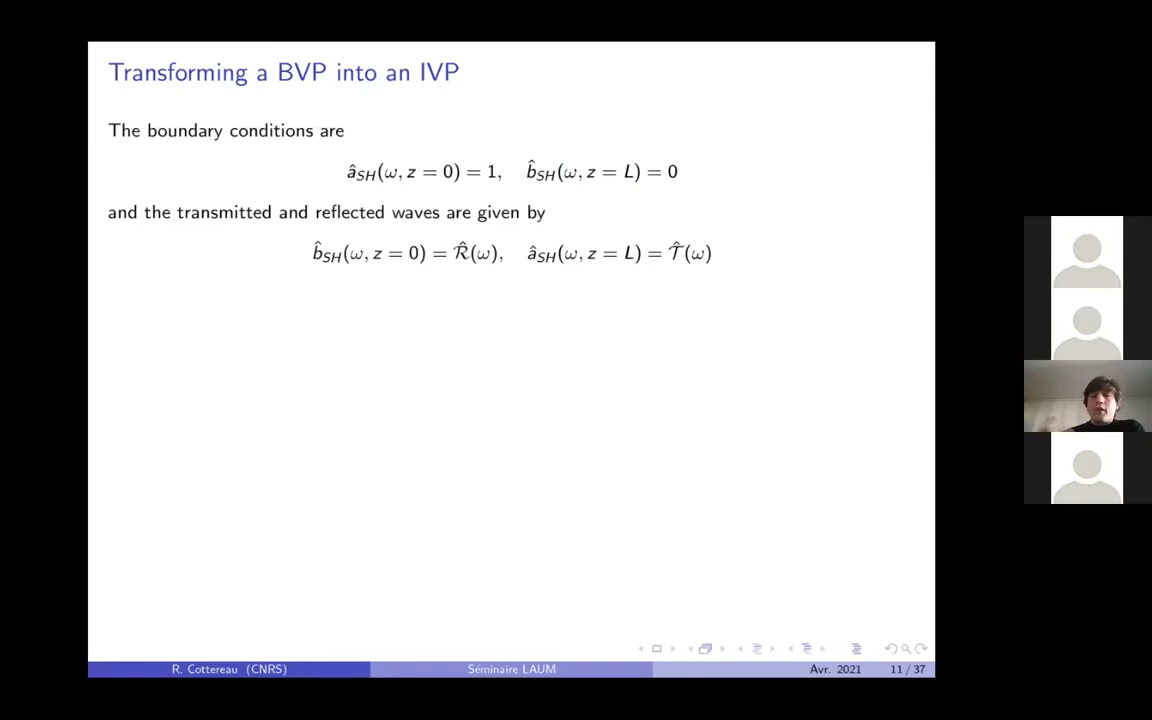 Transforming a BVP into an IVP
The boundary conditions are
â_SH(ω, z = 0) = 1, b̂_SH(ω, z = L) = 0
and the transmitted and reflected waves are given by
b̂_SH(ω, z = 0) = R̂(ω), â_SH(ω, z = L) = T̂(ω)
R. Cottereau (CNRS) Séminaire LAUM Avr. 2021 11 / 37